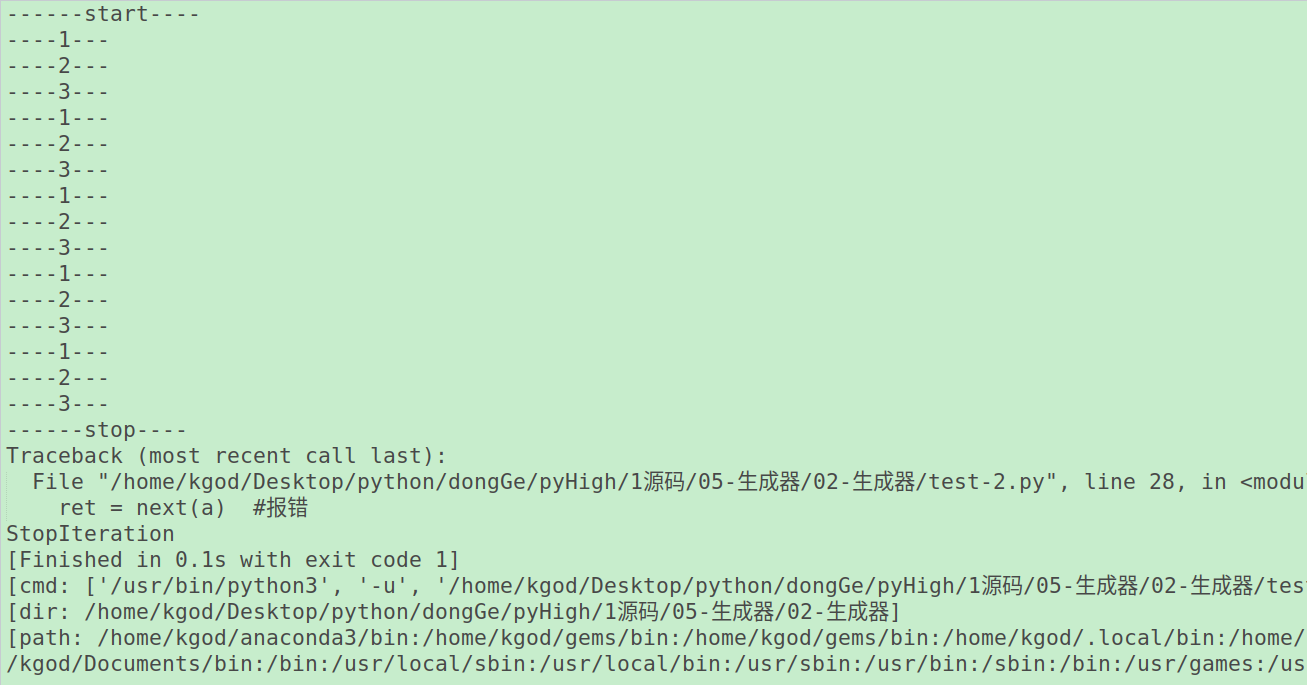 ------start----
----1---
----2---
----3---
----1---
----2---
----3---
----1---
----2---
----3---
----1---
----2---
----3---
----1---
----2---
----3---
------stop----
Traceback (most recent call last):
  File "/home/kgod/Desktop/python/dongGe/pyHigh/1源码/05-生成器/02-生成器/test-2.py", line 28, in <modu
    ret = next(a)  #报错
StopIteration
[Finished in 0.1s with exit code 1]
[cmd: ['/usr/bin/python3', '-u', '/home/kgod/Desktop/python/dongGe/pyHigh/1源码/05-生成器/02-生成器/tes
[dir: /home/kgod/Desktop/python/dongGe/pyHigh/1源码/05-生成器/02-生成器]
[path: /home/kgod/anaconda3/bin:/home/kgod/gems/bin:/home/kgod/gems/bin:/home/kgod/.local/bin:/home/
/kgod/Documents/bin:/bin:/usr/local/sbin:/usr/local/bin:/usr/sbin:/usr/bin:/sbin:/bin:/usr/games:/us